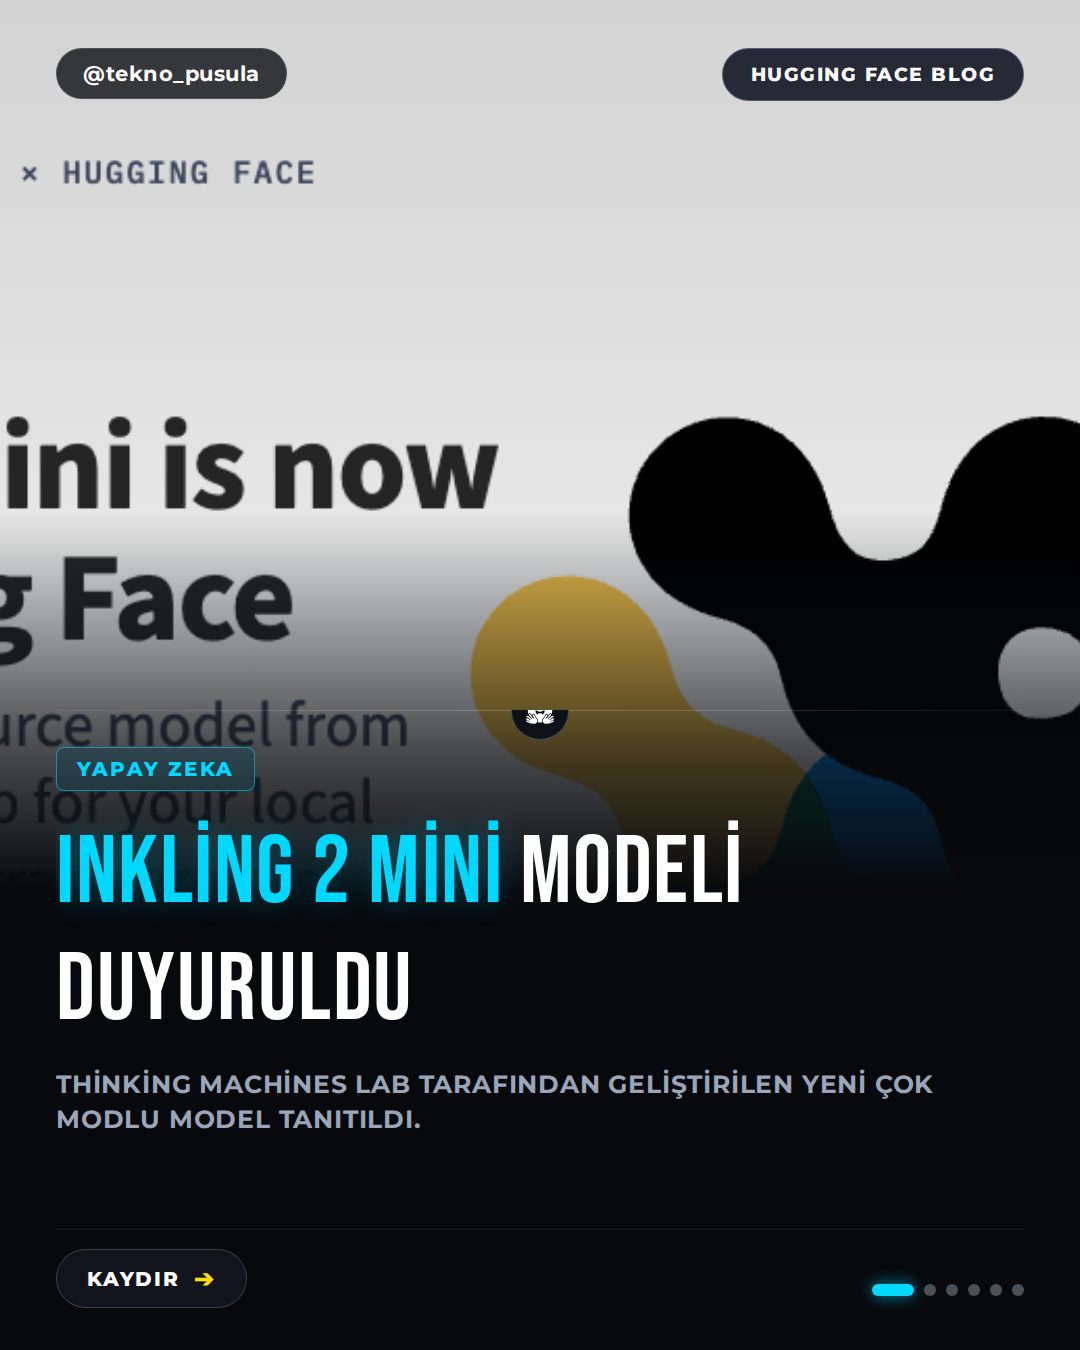 @tekno_pusula
HUGGING FACE BLOG
× HUGGING FACE
ini is now
g Face
urce model from
YAPAY ZEKA
for your local
INKLİNG 2 MİNİ MODELİ
DUYURULDU
THİNKİNG MACHİNES LAB TARAFINDAN GELİŞTİRİLEN YENİ ÇOK
MODLU MODEL TANITILDI.
KAYDIR ➔